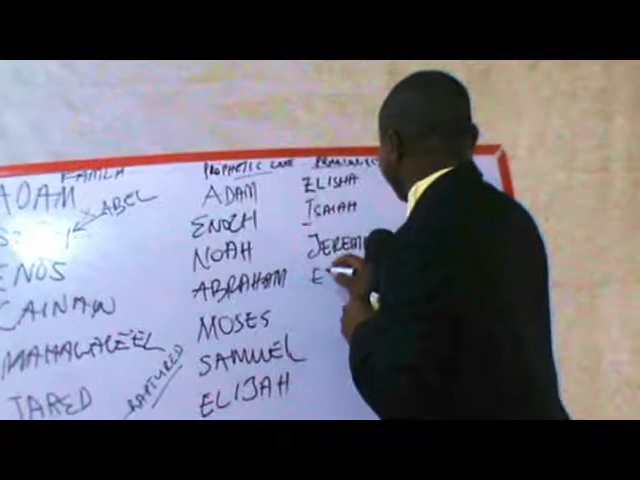 FAMILY
ADAM
ABEL
ENOS
CAINAN
MAHALALEEL
JARED
RAPTURED
PROPHETIC LINE
ADAM
ENOCH
NOAH
ABRAHAM
MOSES
SAMUEL
ELIJAH
ELISHA
ISAIAH
JEREM
E